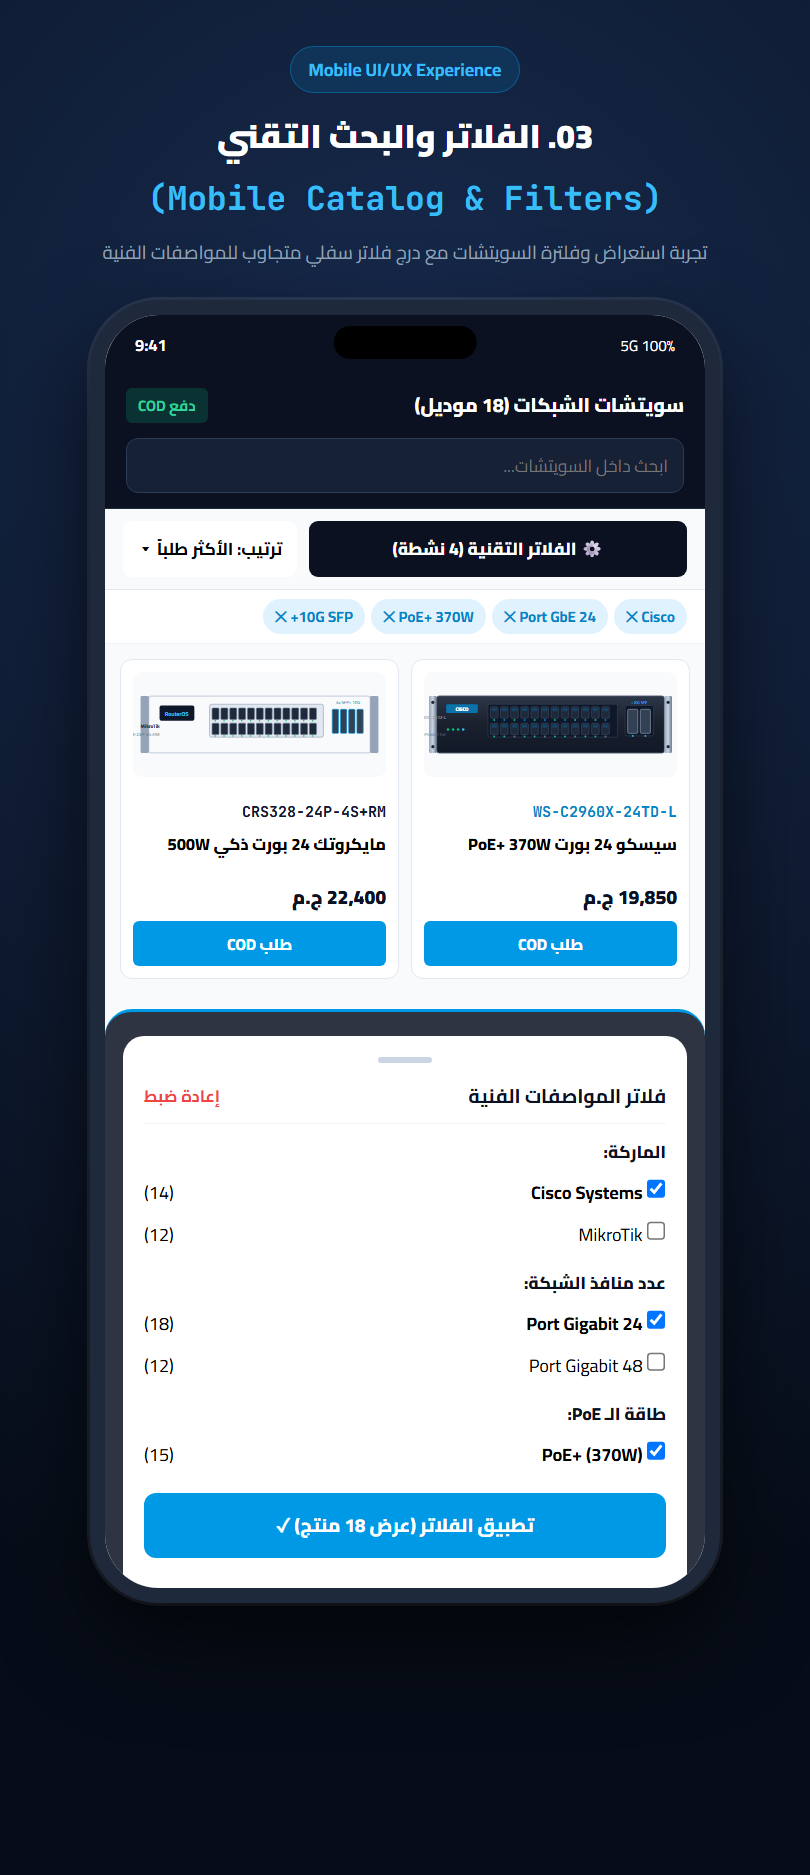 Mobile UI/UX Experience
03. الفلاتر والبحث التقني
(Mobile Catalog & Filters)
تجربة استعراض وفلترة السويتشات مع درج فلاتر سفلي متجاوب للمواصفات الفنية
9:41
5G 100%
سويتشات الشبكات (18 موديل)
دفع COD
ابحث داخل السويتشات...
الفلاتر التقنية (4 نشطة)
ترتيب: الأكثر طلباً ▾
Cisco ✕
24 Port GbE ✕
PoE+ 370W ✕
10G SFP+ ✕
CISCO
RouterOS
MikroTik
WS-C2960X-24TD-L
سيسكو 24 بورت PoE+ 370W
19,850 ج.م
طلب COD
CRS328-24P-4S+RM
مايكروتك 24 بورت ذكي 500W
22,400 ج.م
طلب COD
فلاتر المواصفات الفنية
إعادة ضبط
الماركة:
Cisco Systems (14)
MikroTik (12)
عدد منافذ الشبكة:
24 Port Gigabit (18)
48 Port Gigabit (12)
طاقة الـ PoE:
PoE+ (370W) (15)
تطبيق الفلاتر (عرض 18 منتج) ✓